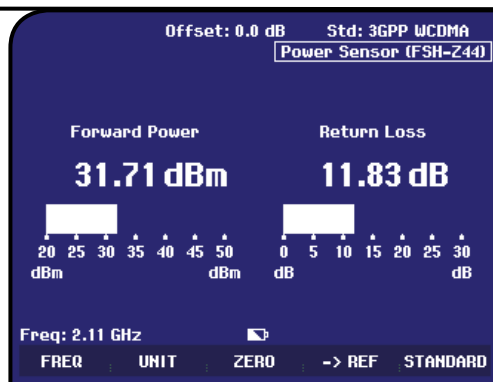 Offset: 0.0 dB Std: 3GPP WCDMA
Power Sensor (FSH-Z44)
Forward Power Return Loss
31.71 dBm 11.83 dB
20 25 30 35 40 45 50 0 5 10 15 20 25 30
dBm dBm dB dB
Freq: 2.11 GHz
FREQ UNIT ZERO -> REF STANDARD